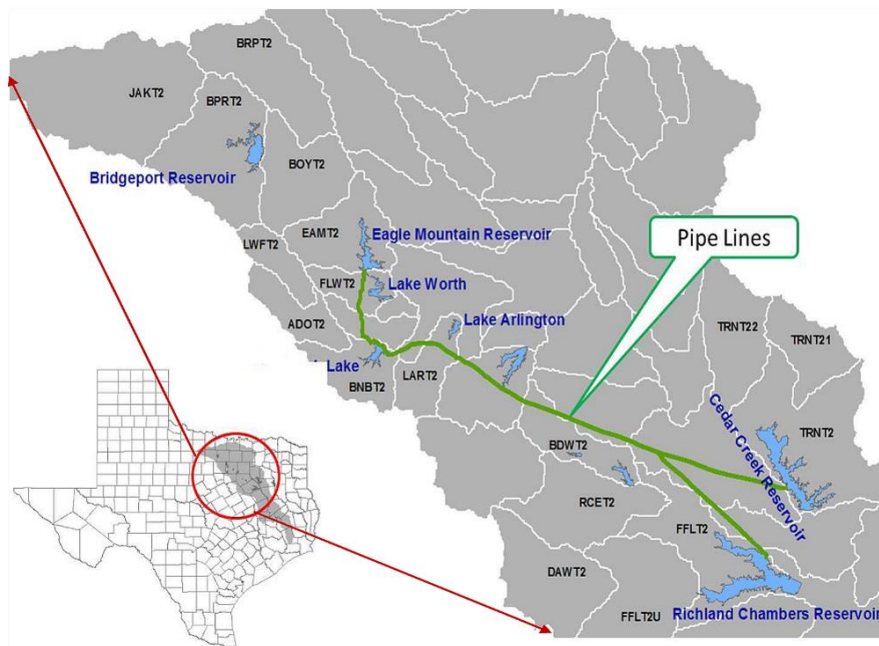 BRPT2
JAKT2
BPRT2
Bridgeport Reservoir
BOYT2
EAMT2
Eagle Mountain Reservoir
Pipe Lines
LWFT2
FLWT2
Lake Worth
ADOT2
Lake Arlington
TRNT22
TRNT21
Lake
BNBT2
LART2
Cedar Creek Reservoir
TRNT2
BDWT2
RCET2
FFLT2
DAWT2
FFLT2U
Richland Chambers Reservoir